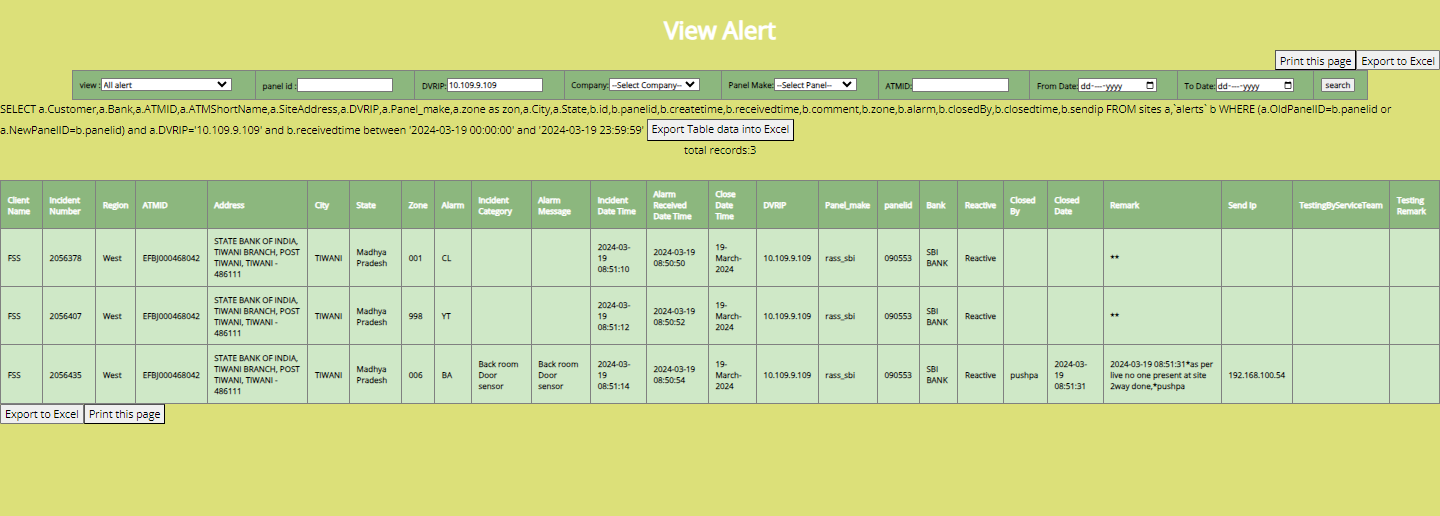 View Alert
Print this page Export to Excel
view : All alert panel id : DVRIP: 10.109.9.109 Company: --Select Company-- Panel Make: --Select Panel-- ATMID: From Date: dd----yyyy To Date: dd----yyyy search
SELECT a.Customer,a.Bank,a.ATMID,a.ATMShortName,a.SiteAddress,a.DVRIP,a.Panel_make,a.zone as zon,a.City,a.State,b.id,b.panelid,b.createtime,b.receivedtime,b.comment,b.zone,b.alarm,b.closedBy,b.closedtime,b.sendip FROM sites a,`alerts` b WHERE (a.OldPanelID=b.panelid or
a.NewPanelID=b.panelid) and a.DVRIP='10.109.9.109' and b.receivedtime between '2024-03-19 00:00:00' and '2024-03-19 23:59:59' Export Table data into Excel
total records:3
Client Name Incident Number Region ATMID Address City State Zone Alarm Incident Category Alarm Message Incident Date Time Alarm Received Date Time Close Date Time DVRIP Panel_make panelid Bank Reactive Closed By Closed Date Remark Send Ip TestingByServiceTeam Testing Remark
FSS 2056378 West EFBJ000468042 STATE BANK OF INDIA, TIWANI BRANCH, POST TIWANI, TIWANI - 486111 TIWANI Madhya Pradesh 001 CL 2024-03-19 08:51:10 2024-03-19 08:50:50 19-March-2024 10.109.9.109 rass_sbi 090553 SBI BANK Reactive **
FSS 2056407 West EFBJ000468042 STATE BANK OF INDIA, TIWANI BRANCH, POST TIWANI, TIWANI - 486111 TIWANI Madhya Pradesh 998 YT 2024-03-19 08:51:12 2024-03-19 08:50:52 19-March-2024 10.109.9.109 rass_sbi 090553 SBI BANK Reactive **
FSS 2056435 West EFBJ000468042 STATE BANK OF INDIA, TIWANI BRANCH, POST TIWANI, TIWANI - 486111 TIWANI Madhya Pradesh 006 BA Back room Door sensor Back room Door sensor 2024-03-19 08:51:14 2024-03-19 08:50:54 19-March-2024 10.109.9.109 rass_sbi 090553 SBI BANK Reactive pushpa 2024-03-19 08:51:31 2024-03-19 08:51:31*as per live no one present at site 2way done,*pushpa 192.168.100.54
Export to Excel Print this page